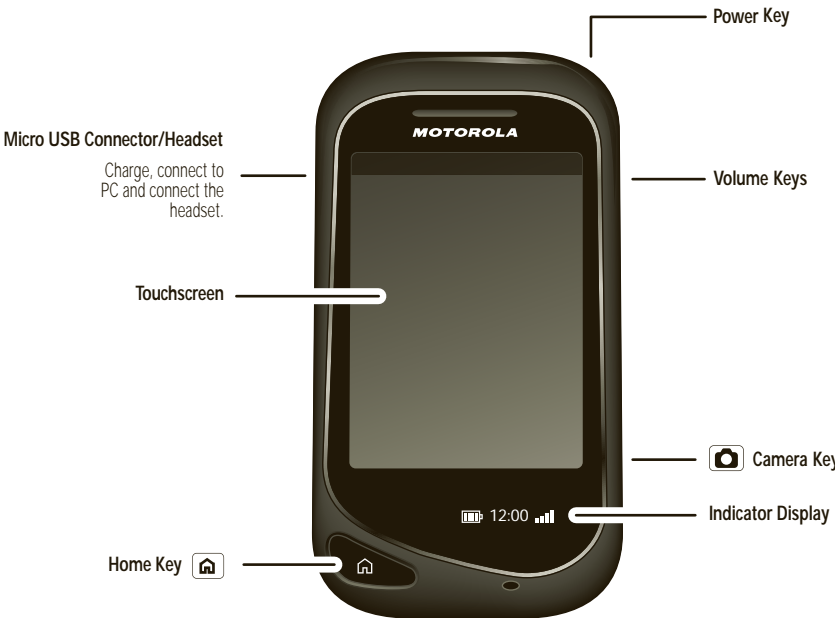 Power Key
Micro USB Connector/Headset
Charge, connect to
PC and connect the
headset.
MOTOROLA
Volume Keys
Touchscreen
Camera Key
12:00
Indicator Display
Home Key